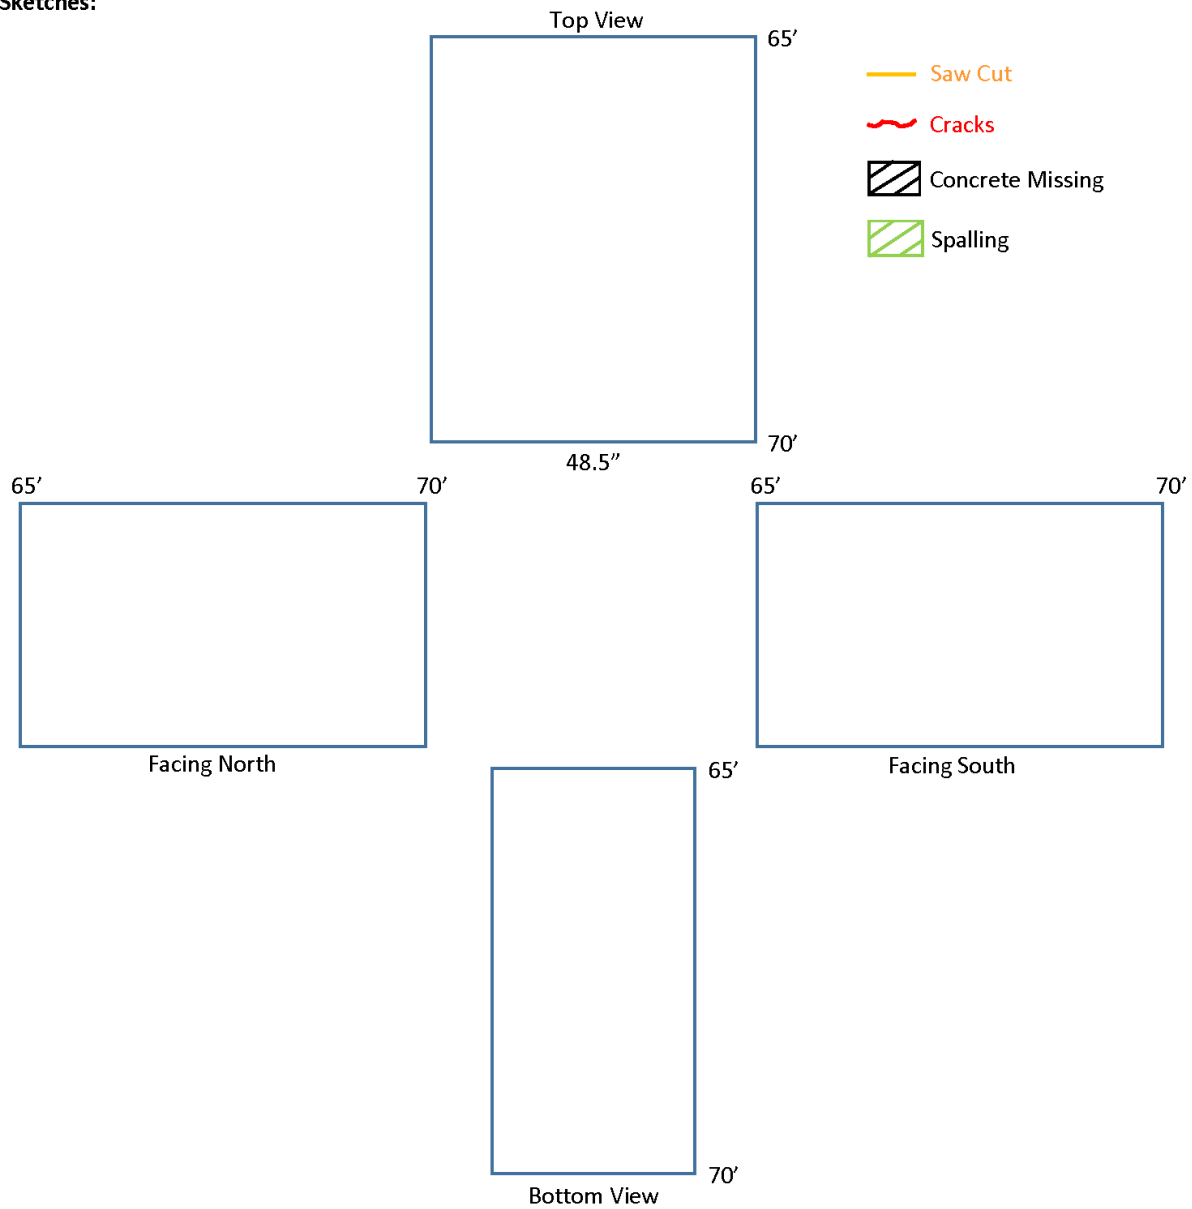 Sketches:
Top View
65’
Saw Cut
Cracks
Concrete Missing
Spalling
70’
48.5”
65’ 70’
65’ 70’
Facing North
Facing South
65’
70’
Bottom View